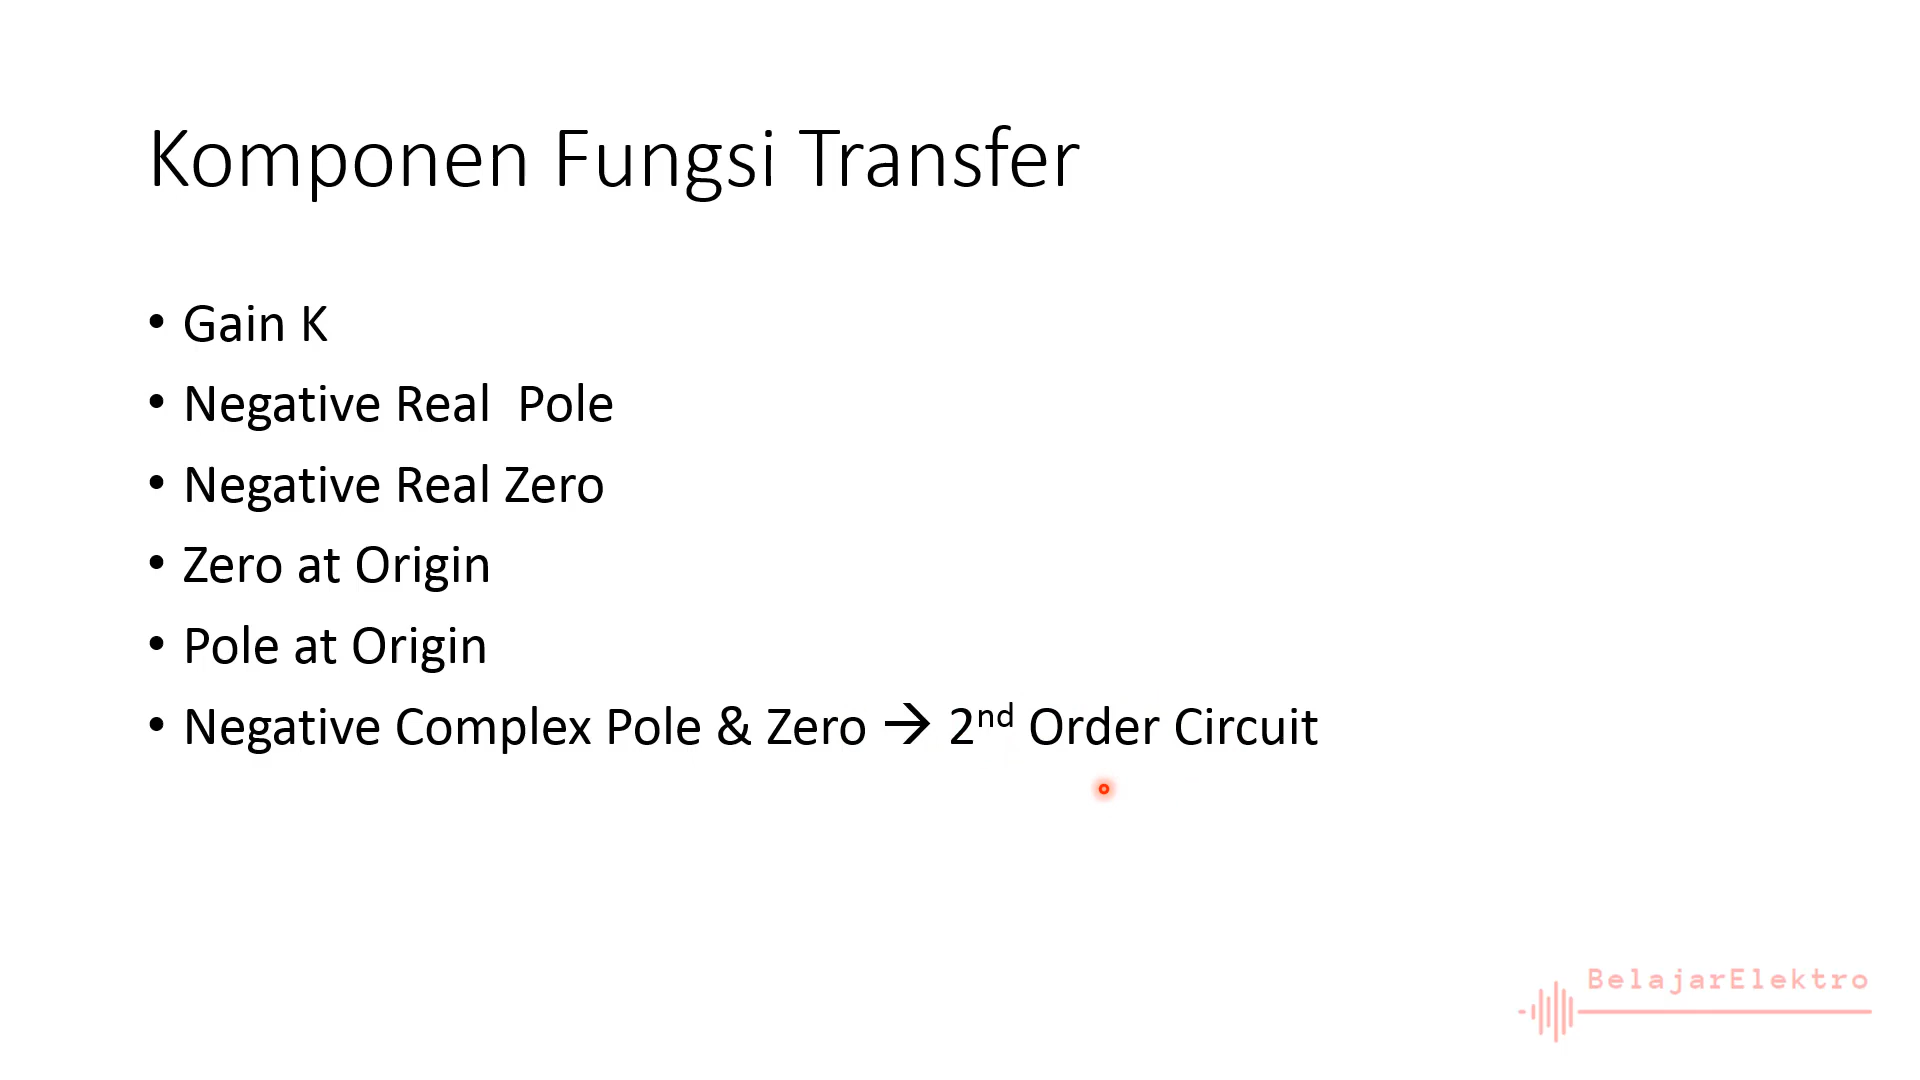 Komponen Fungsi Transfer
• Gain K
• Negative Real  Pole
• Negative Real Zero
• Zero at Origin
• Pole at Origin
• Negative Complex Pole & Zero → 2nd Order Circuit
BelajarElektro